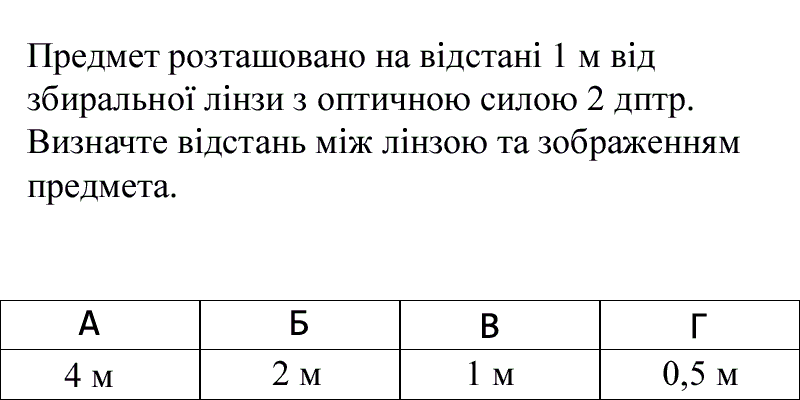 Предмет розташовано на відстані 1 м від
збиральної лінзи з оптичною силою 2 дптр.
Визначте відстань між лінзою та зображенням
предмета.
А Б В Г
4 м 2 м 1 м 0,5 м